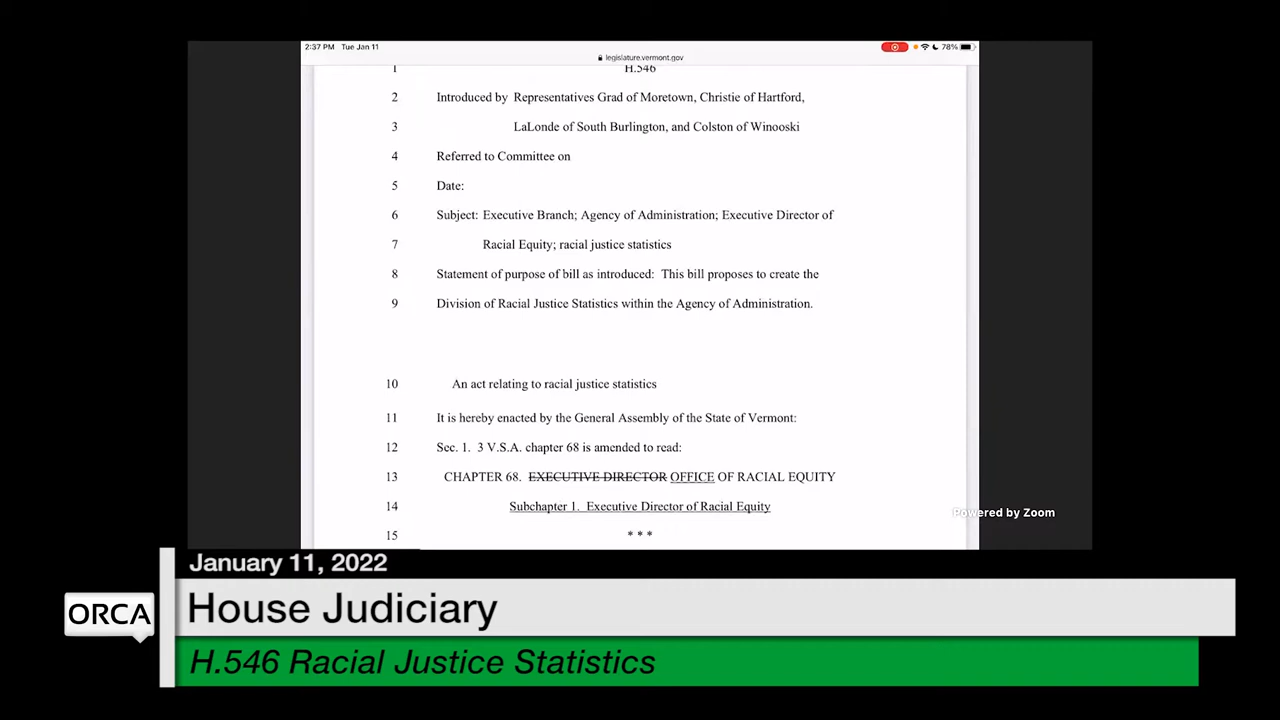 2:37 PM Tue Jan 11
78%
legislature.vermont.gov
1 H.546
2 Introduced by Representatives Grad of Moretown, Christie of Hartford,
3 LaLonde of South Burlington, and Colston of Winooski
4 Referred to Committee on
5 Date:
6 Subject: Executive Branch; Agency of Administration; Executive Director of
7 Racial Equity; racial justice statistics
8 Statement of purpose of bill as introduced: This bill proposes to create the
9 Division of Racial Justice Statistics within the Agency of Administration.
10 An act relating to racial justice statistics
11 It is hereby enacted by the General Assembly of the State of Vermont:
12 Sec. 1. 3 V.S.A. chapter 68 is amended to read:
13 CHAPTER 68. EXECUTIVE DIRECTOR OFFICE OF RACIAL EQUITY
14 Subchapter 1. Executive Director of Racial Equity
15 * * *
Powered by Zoom
January 11, 2022
ORCA
House Judiciary
H.546 Racial Justice Statistics